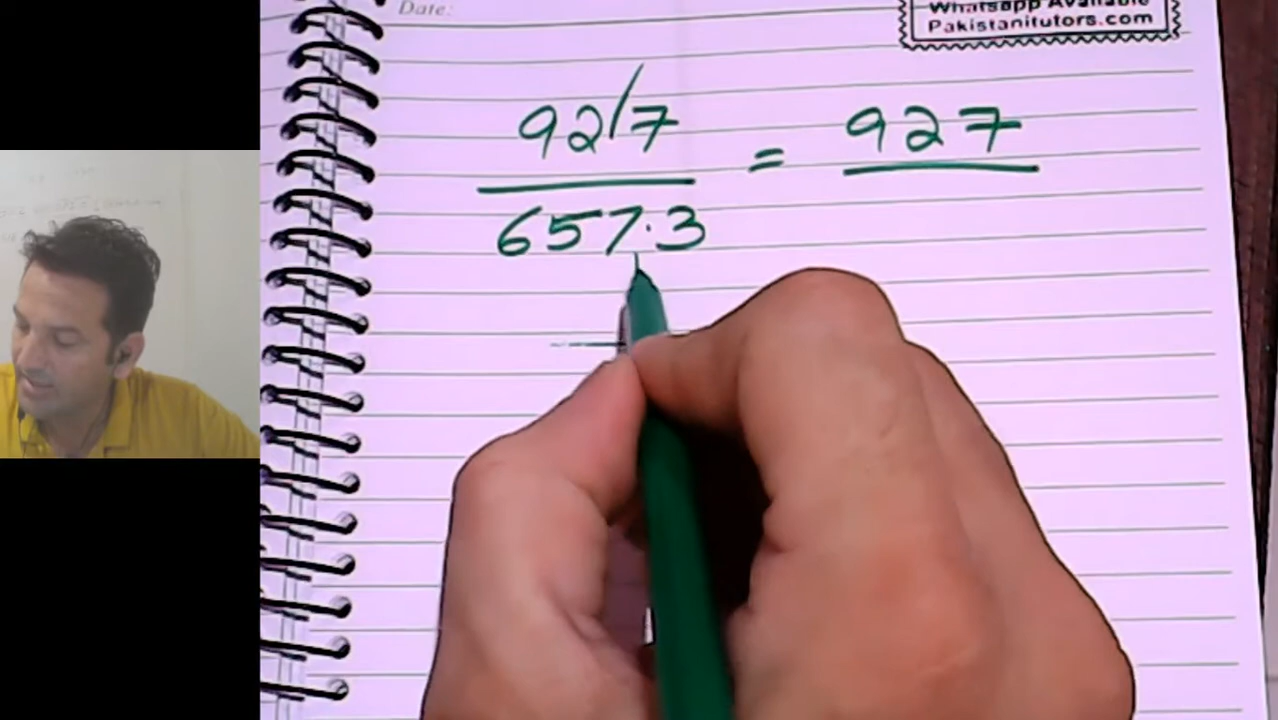 Date:
Whatsapp Available
Pakistanitutors.com
92/7 = 927
657.3